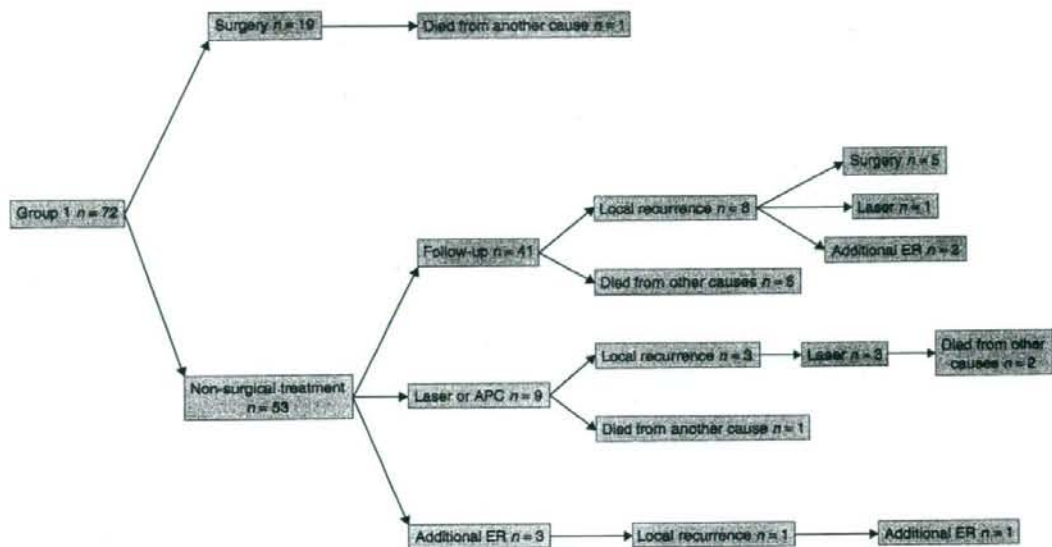 Surgery n = 19
Died from another cause n = 1
Surgery n = 5
Group 1 n = 72
Local recurrence n = 8
Laser n = 1
Follow-up n = 41
Additional ER n = 2
Died from other causes n =
Local recurrence n = 3
Laser n = 3
Died from other
causes n = 2
Non-surgical treatment
n = 53
Laser or APC n = 9
Died from another cause n = 1
Additional ER n = 3
Local recurrence n = 1
Additional ER n = 1